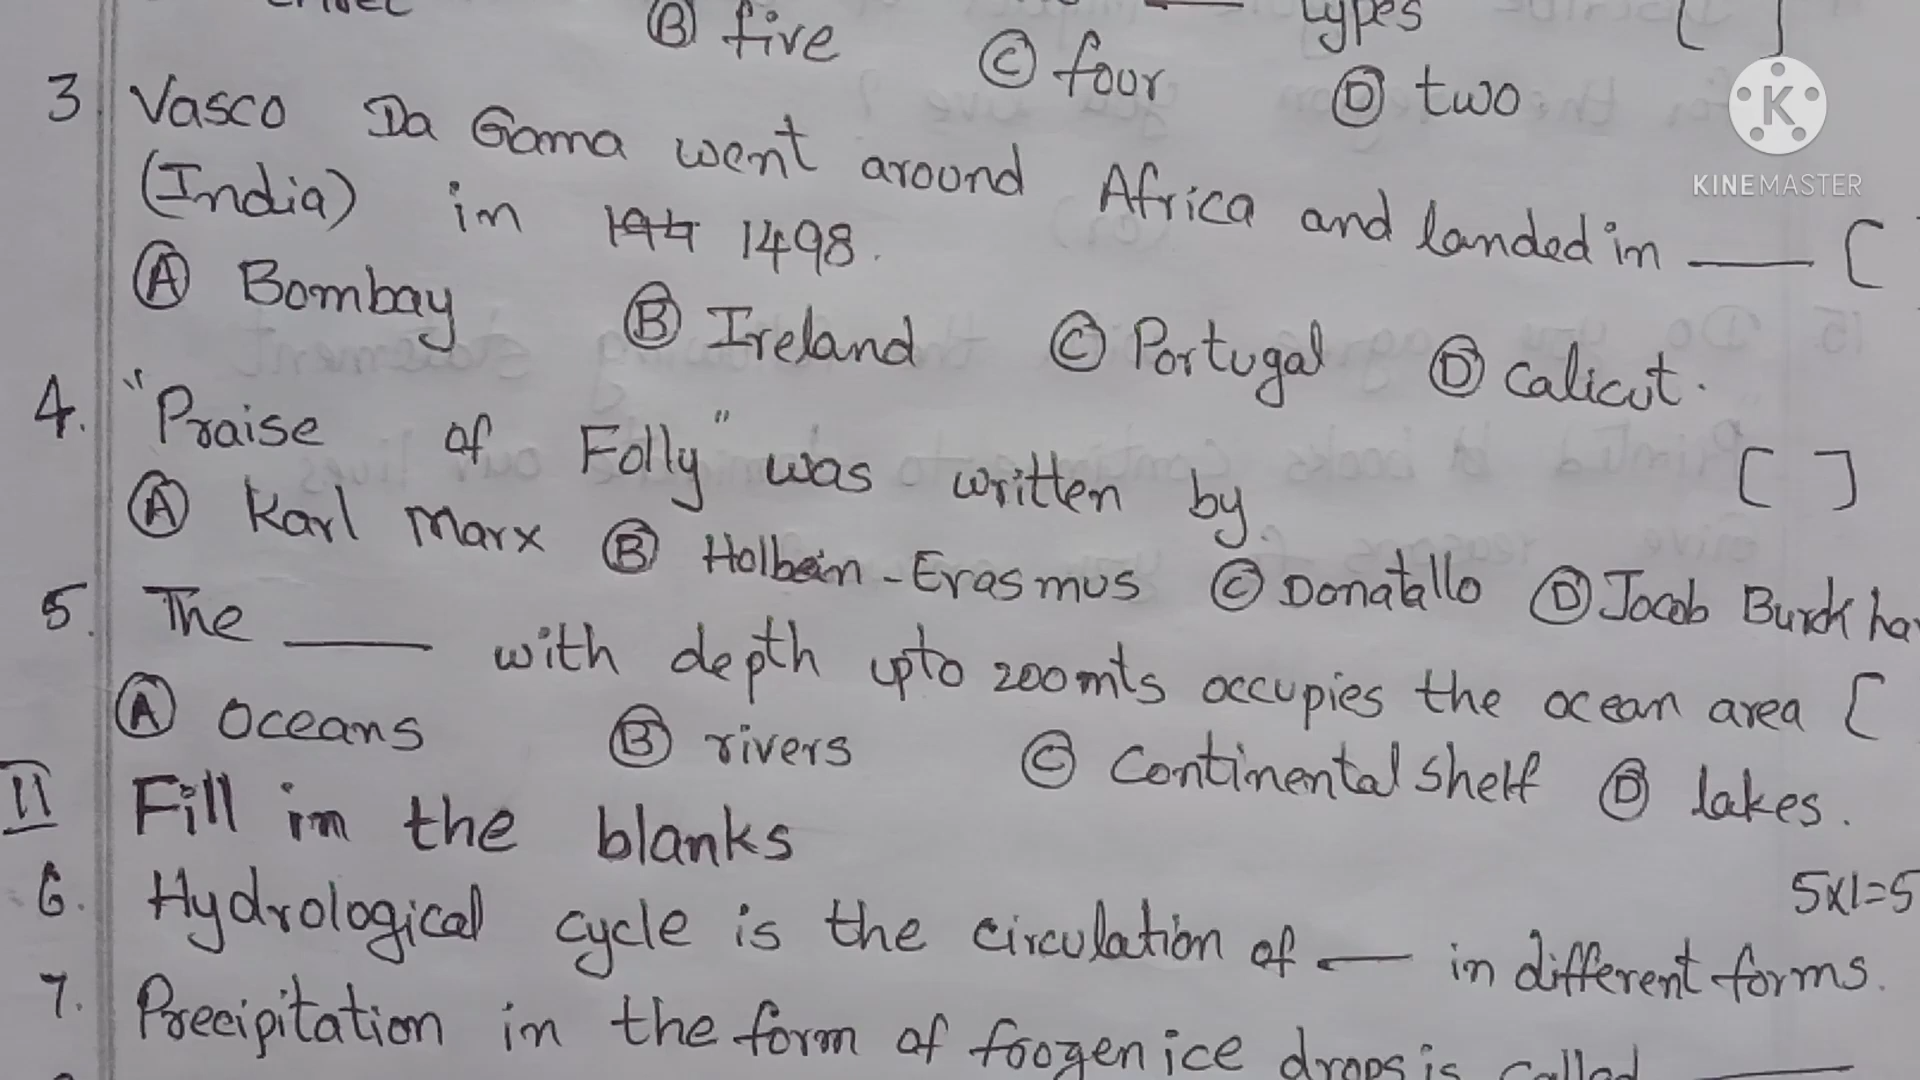 B five C four D two
types [ ]
3. Vasco Da Gama went around Africa and landed in ___ [
(India) in 1498.
A Bombay B Ireland C Portugal D Calicut.
4. "Praise of Folly" was written by. [ ]
A Karl Marx B Holbein-Erasmus C Donatallo D Jacob Burckha
5. The ___ with depth upto 200mts occupies the ocean area [
A Oceans B rivers C Continental shelf D lakes.
II Fill in the blanks
5x1=5
6. Hydrological cycle is the circulation of ___ in different forms.
7. Precipitation in the form of froozen ice drops is called ___
KINEMASTER